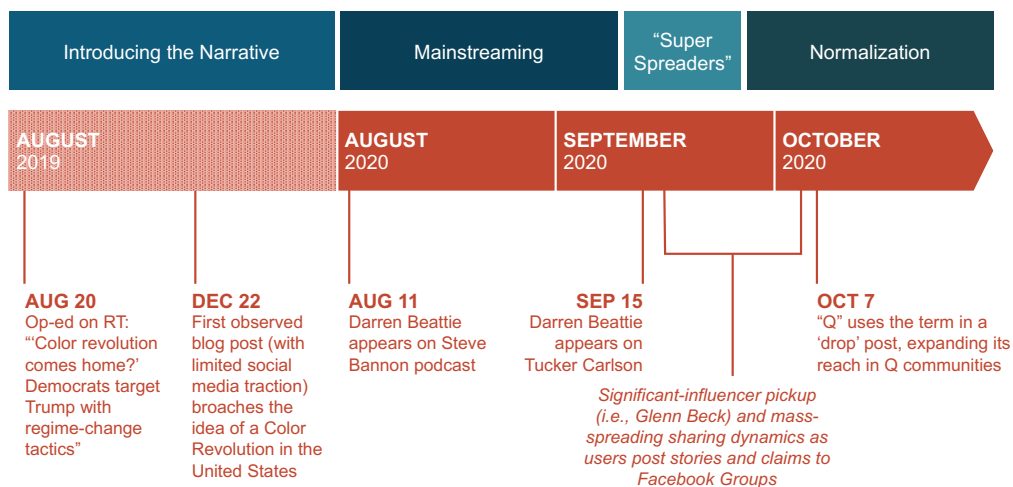 Introducing the Narrative
Mainstreaming
“Super
Spreaders”
Normalization
AUGUST
2019
AUGUST
2020
SEPTEMBER
2020
OCTOBER
2020
AUG 20
Op-ed on RT:
“‘Color revolution
comes home?’
Democrats target
Trump with
regime-change
tactics”
DEC 22
First observed
blog post (with
limited social
media traction)
broaches the
idea of a Color
Revolution in the
United States
AUG 11
Darren Beattie
appears on Steve
Bannon podcast
SEP 15
Darren Beattie
appears on
Tucker Carlson
Significant-influencer pickup
(i.e., Glenn Beck) and mass-
spreading sharing dynamics as
users post stories and claims to
Facebook Groups
OCT 7
“Q” uses the term in a
‘drop’ post, expanding its
reach in Q communities